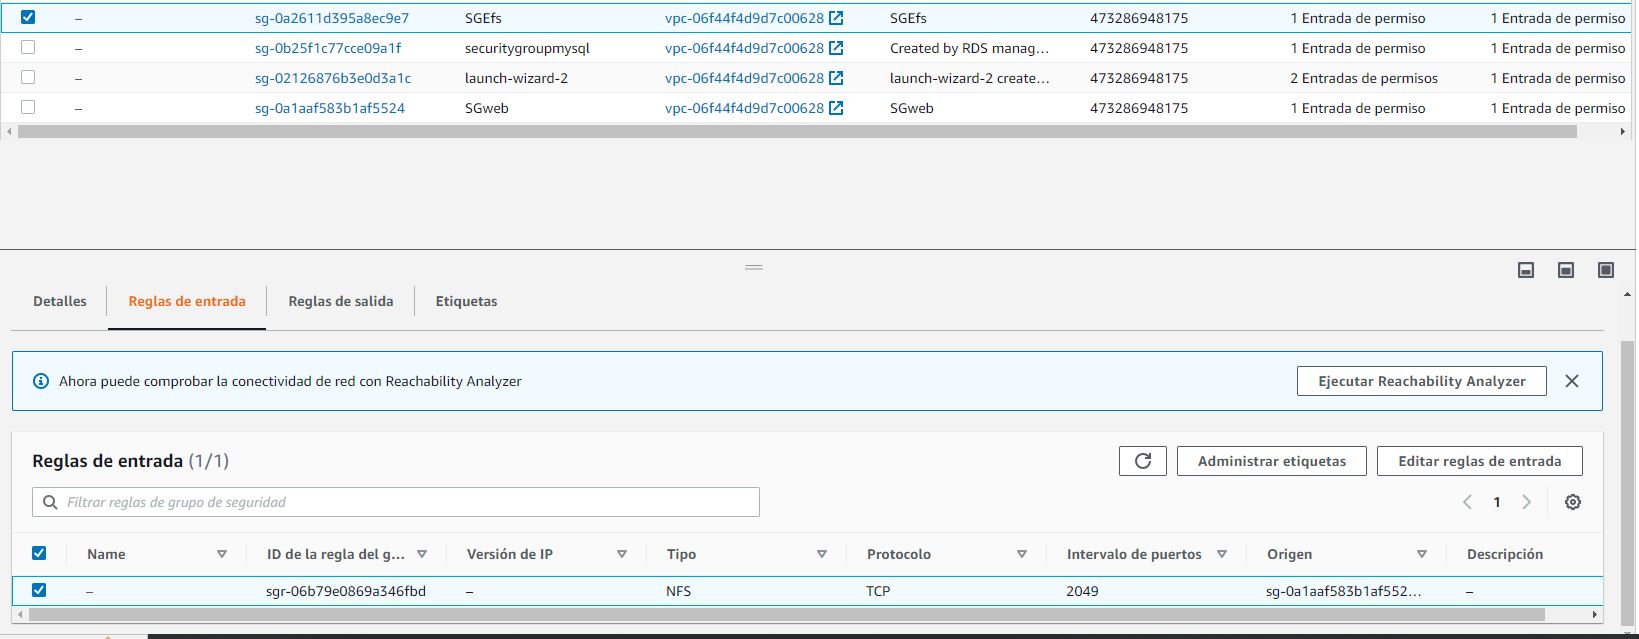 – sg-0a2611d395a8ec9e7 SGEfs vpc-06f44f4d9d7c00628 SGEfs 473286948175 1 Entrada de permiso 1 Entrada de permiso
– sg-0b25f1c77cce09a1f securitygroupmysql vpc-06f44f4d9d7c00628 Created by RDS manag... 473286948175 1 Entrada de permiso 1 Entrada de permiso
– sg-02126876b3e0d3a1c launch-wizard-2 vpc-06f44f4d9d7c00628 launch-wizard-2 create... 473286948175 2 Entradas de permisos 1 Entrada de permiso
– sg-0a1aaf583b1af5524 SGweb vpc-06f44f4d9d7c00628 SGweb 473286948175 1 Entrada de permiso 1 Entrada de permiso
Detalles Reglas de entrada Reglas de salida Etiquetas
Ahora puede comprobar la conectividad de red con Reachability Analyzer Ejecutar Reachability Analyzer
Reglas de entrada (1/1) Administrar etiquetas Editar reglas de entrada
Filtrar reglas de grupo de seguridad 1
Name ID de la regla del g... Versión de IP Tipo Protocolo Intervalo de puertos Origen Descripción
– sgr-06b79e0869a346fbd – NFS TCP 2049 sg-0a1aaf583b1af552... –